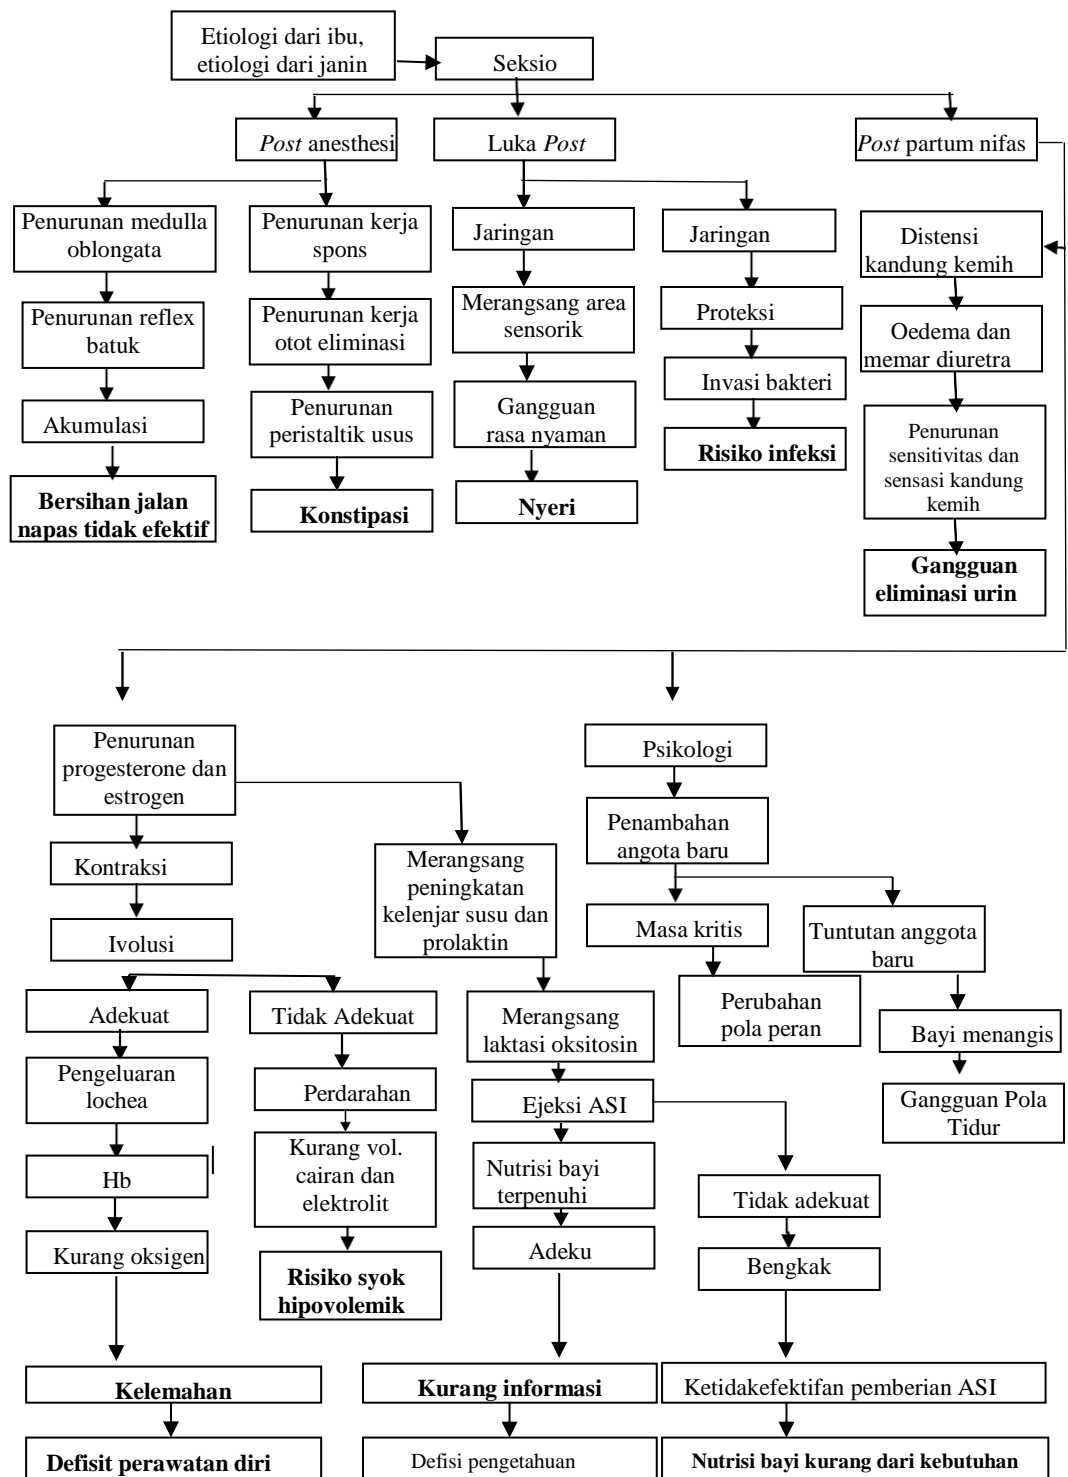 Etiologi dari ibu,
etiologi dari janin
Seksio
Post anesthesi
Luka Post
Post partum nifas
Penurunan medulla
oblongata
Penurunan kerja
spons
Jaringan
Jaringan
Distensi
kandung kemih
Penurunan reflex
batuk
Penurunan kerja
otot eliminasi
Merangsang area
sensorik
Proteksi
Oedema dan
memar diuretra
Akumulasi
Penurunan
peristaltik usus
Gangguan
rasa nyaman
Invasi bakteri
Penurunan
sensitivitas dan
sensasi kandung
kemih
Bersihan jalan
napas tidak efektif
Konstipasi
Nyeri
Risiko infeksi
Gangguan
eliminasi urin
Penurunan
progesterone dan
estrogen
Psikologi
Kontraksi
Merangsang
peningkatan
kelenjar susu dan
prolaktin
Penambahan
angota baru
Ivolusi
Masa kritis
Tuntutan anggota
baru
Adekuat
Tidak Adekuat
Merangsang
laktasi oksitosin
Perubahan
pola peran
Bayi menangis
Pengeluaran
lochea
Perdarahan
Ejeksi ASI
Gangguan Pola
Tidur
Hb
Kurang vol.
cairan dan
elektrolit
Nutrisi bayi
terpenuhi
Tidak adekuat
Kurang oksigen
Risiko syok
hipovolemik
Adeku
Bengkak
Kelemahan
Kurang informasi
Ketidakefektifan pemberian ASI
Defisit perawatan diri
Defisi pengetahuan
Nutrisi bayi kurang dari kebutuhan